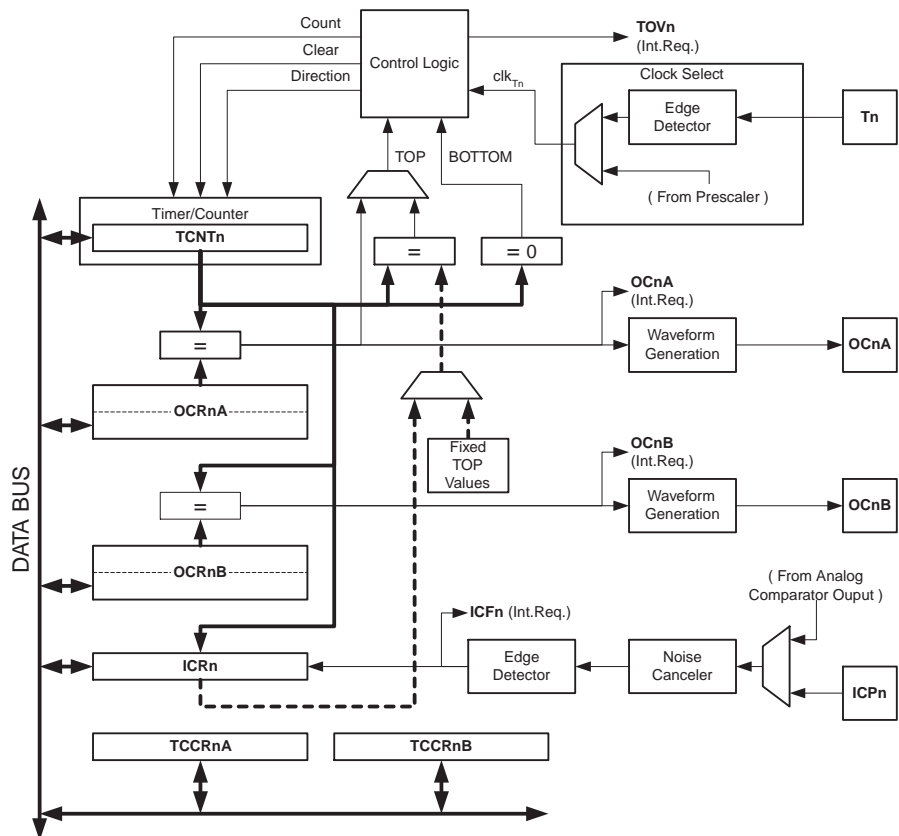 Count
Clear
Direction
Control Logic
TOVn
(Int.Req.)
clkTn
Clock Select
Edge
Detector
Tn
( From Prescaler )
TOP
BOTTOM
Timer/Counter
TCNTn
=
= 0
=
OCnA
(Int.Req.)
Waveform
Generation
OCnA
OCRnA
Fixed
TOP
Values
OCnB
(Int.Req.)
=
Waveform
Generation
OCnB
DATA BUS
OCRnB
( From Analog
Comparator Ouput )
ICFn (Int.Req.)
ICRn
Edge
Detector
Noise
Canceler
ICPn
TCCRnA
TCCRnB